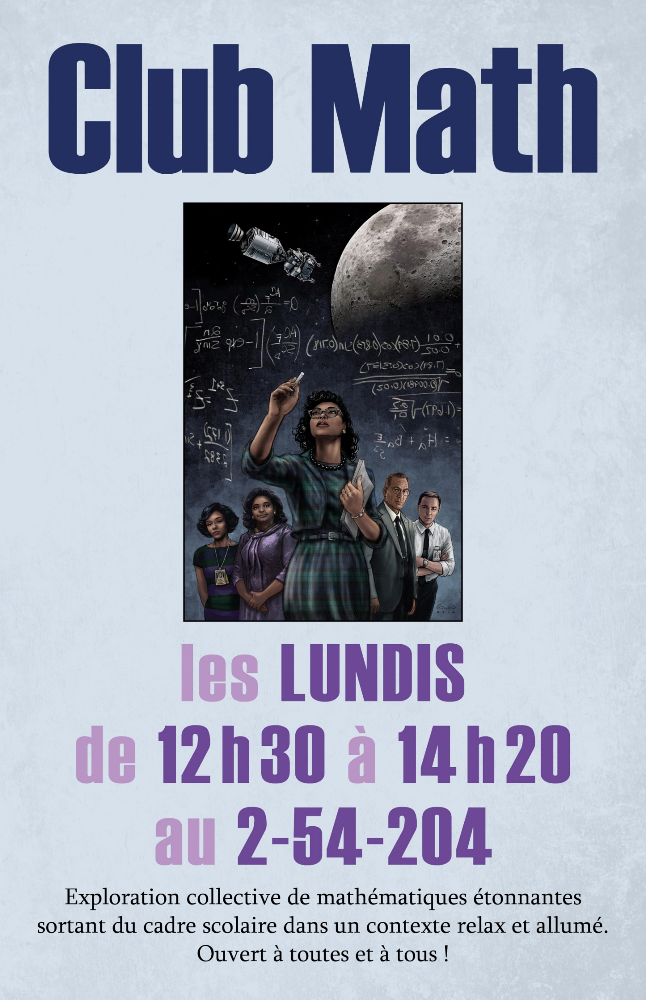 Club Math
les LUNDIS
de 12 h 30 à 14 h 20
au 2-54-204
Exploration collective de mathématiques étonnantes
sortant du cadre scolaire dans un contexte relax et allumé.
Ouvert à toutes et à tous !